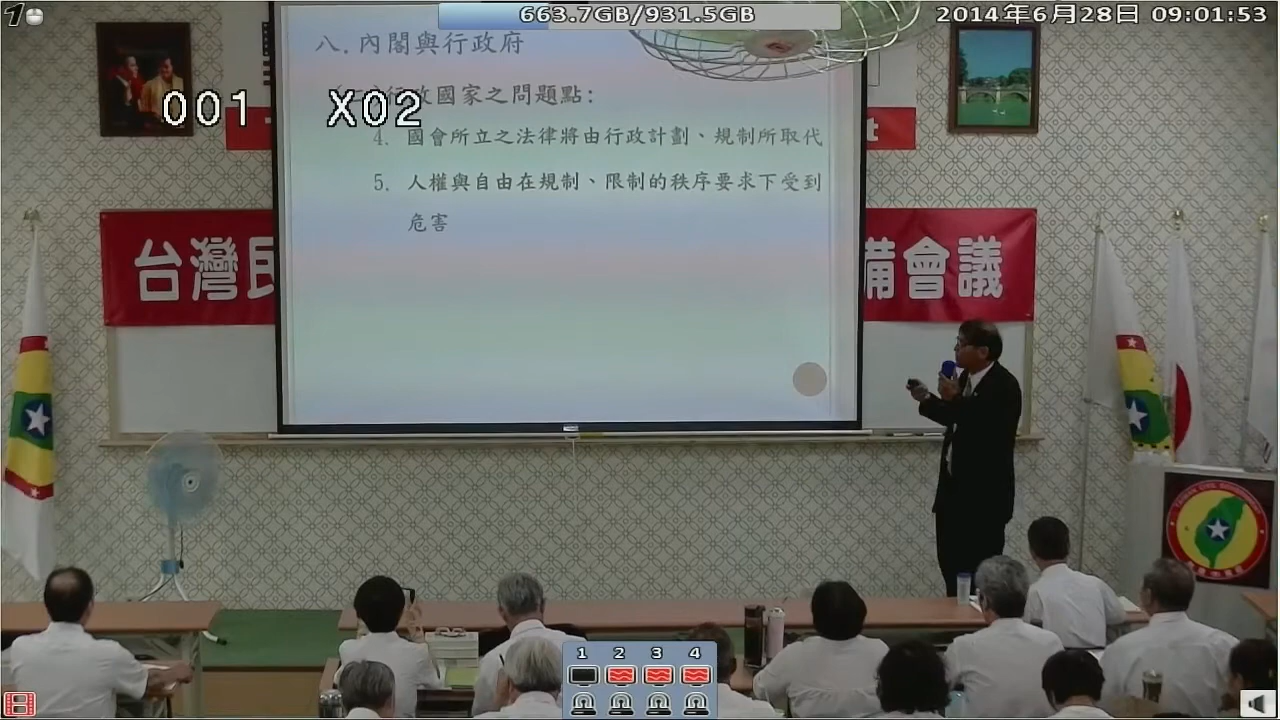 1
663.7GB/931.5GB
2014年6月28日 09:01:53
八.內閣與行政府
001 X02
政國家之問題點:
4. 國會所立之法律將由行政計劃、規制所取代
5. 人權與自由在規制、限制的秩序要求下受到
危害
t
台灣民
備會議
TAIWAN CIVIL GOVERNMENT
1 2 3 4